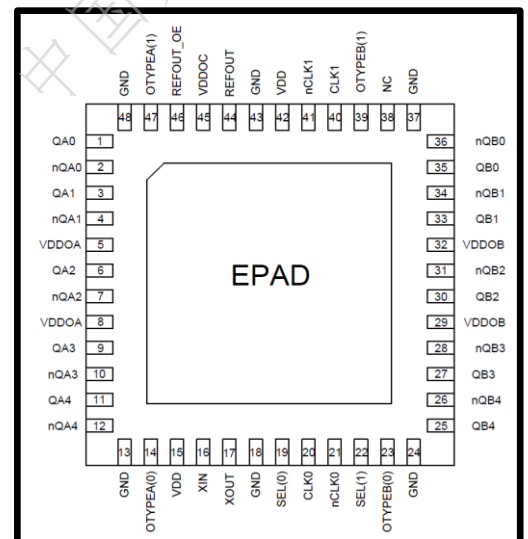 中国
GND
OTYPEA(1)
REFOUT_OE
VDDOC
REFOUT
GND
VDD
nCLK1
CLK1
OTYPEB(1)
NC
GND
48 47 46 45 44 43 42 41 40 39 38 37
QA0 1
nQA0 2
QA1 3
nQA1 4
VDDOA 5
QA2 6
nQA2 7
VDDOA 8
QA3 9
nQA3 10
QA4 11
nQA4 12
EPAD
36 nQB0
35 QB0
34 nQB1
33 QB1
32 VDDOB
31 nQB2
30 QB2
29 VDDOB
28 nQB3
27 QB3
26 nQB4
25 QB4
13 14 15 16 17 18 19 20 21 22 23 24
GND
OTYPEA(0)
VDD
XIN
XOUT
GND
SEL(0)
CLK0
nCLK0
SEL(1)
OTYPEB(0)
GND